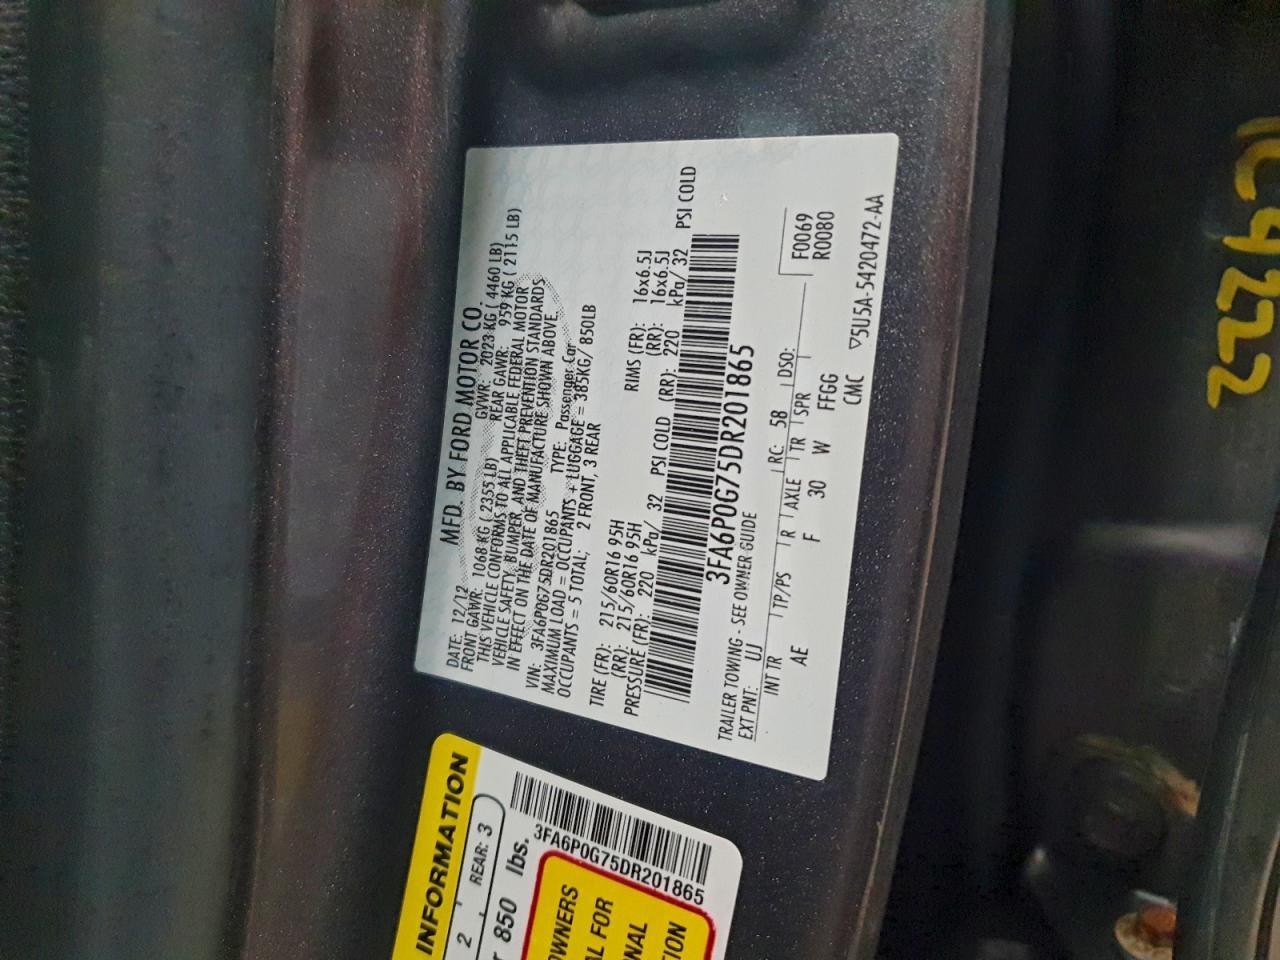 MFD. BY FORD MOTOR CO.
DATE: 12/12 GVWR: 2023 KG ( 4460 LB)
FRONT GAWR: 1068 KG ( 2355 LB) REAR GAWR: 959 KG ( 2115 LB)
THIS VEHICLE CONFORMS TO ALL APPLICABLE FEDERAL MOTOR
VEHICLE SAFETY, BUMPER, AND THEFT PREVENTION STANDARDS
IN EFFECT ON THE DATE OF MANUFACTURE SHOWN ABOVE.
VIN: 3FA6P0G75DR201865 TYPE: Passenger Car
MAXIMUM LOAD = OCCUPANTS + LUGGAGE = 385KG/ 850LB
OCCUPANTS = 5 TOTAL; 2 FRONT, 3 REAR
TIRE (FR): 215/60R16 95H RIMS (FR): 16x6.5J
(RR): 215/60R16 95H (RR): 16x6.5J
PRESSURE (FR): 220 kPa/ 32 PSI COLD (RR): 220 kPa/ 32 PSI COLD
3FA6P0G75DR201865
TRAILER TOWING - SEE OWNER GUIDE
EXT PNT: UJ RC: 58 DSO: F0069
R0080
INT TR TP/PS R AXLE TR SPR
AE F 30 W FFGG
CMC ▽5U5A-5420472-AA
INFORMATION
2 REAR: 3
850 lbs.
3FA6P0G75DR201865
OWNERS
FOR
1C4222